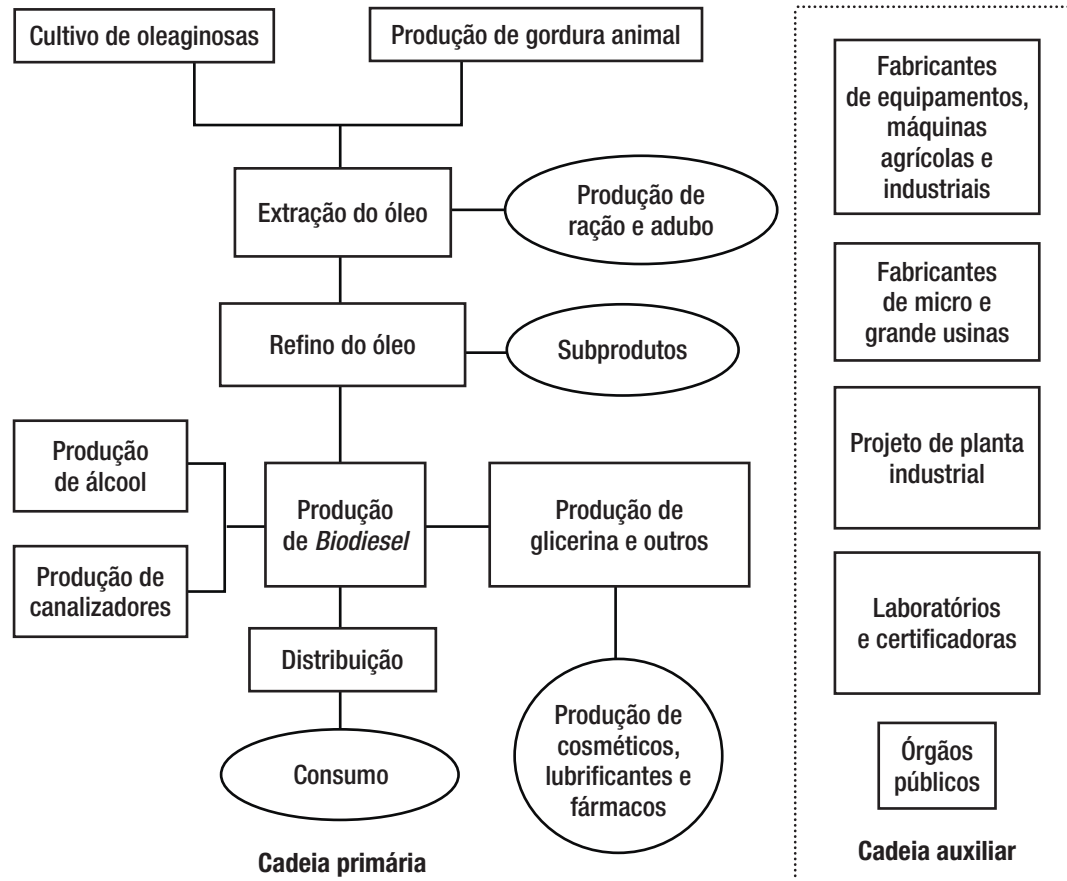 Cultivo de oleaginosas
Produção de gordura animal
Extração do óleo
Produção de
ração e adubo
Refino do óleo
Subprodutos
Produção
de álcool
Produção de
canalizadores
Produção
de Biodiesel
Produção de
glicerina e outros
Distribuição
Consumo
Produção de
cosméticos,
lubrificantes e
fármacos
Cadeia primária
Fabricantes
de equipamentos,
máquinas
agrícolas e
industriais
Fabricantes
de micro e
grande usinas
Projeto de planta
industrial
Laboratórios
e certificadoras
Órgãos
públicos
Cadeia auxiliar